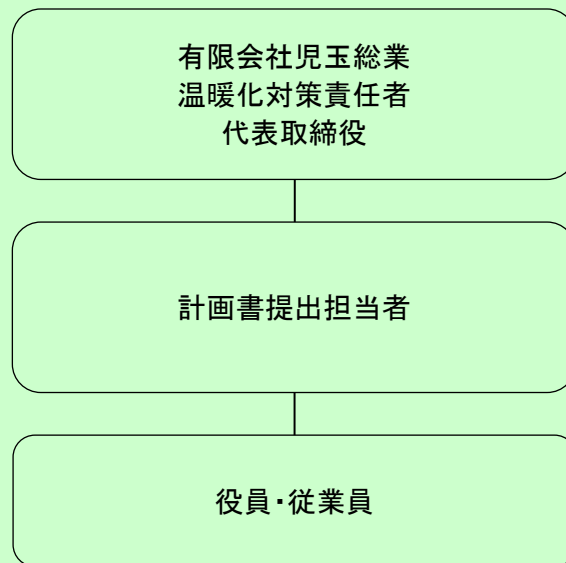 有限会社児玉総業
温暖化対策責任者
代表取締役
計画書提出担当者
役員・従業員